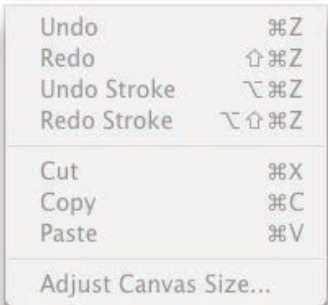 Undo ⌘Z
Redo ⇧⌘Z
Undo Stroke ⌥⌘Z
Redo Stroke ⌥⇧⌘Z
Cut ⌘X
Copy ⌘C
Paste ⌘V
Adjust Canvas Size...